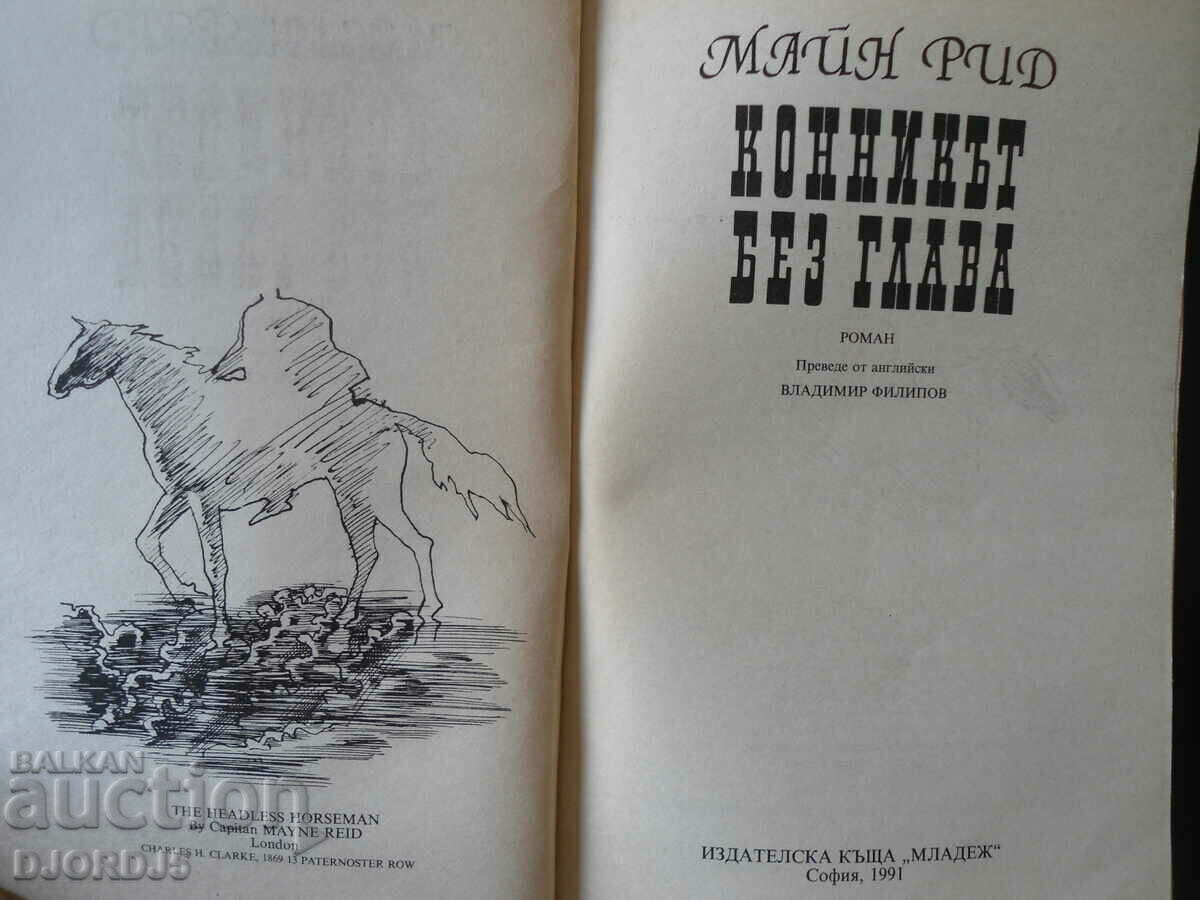 THE HEADLESS HORSEMAN
By Capitan MAYNE REID
London
CHARLES H. CLARKE, 1869 13 PATERNOSTER ROW
BALKAN
auction
DJORDJ5
МАЙН РИД
КОННИКЪТ
БЕЗ ГЛАВА
РОМАН
Преведе от английски
ВЛАДИМИР ФИЛИПОВ
ИЗДАТЕЛСКА КЪЩА „МЛАДЕЖ“
София, 1991